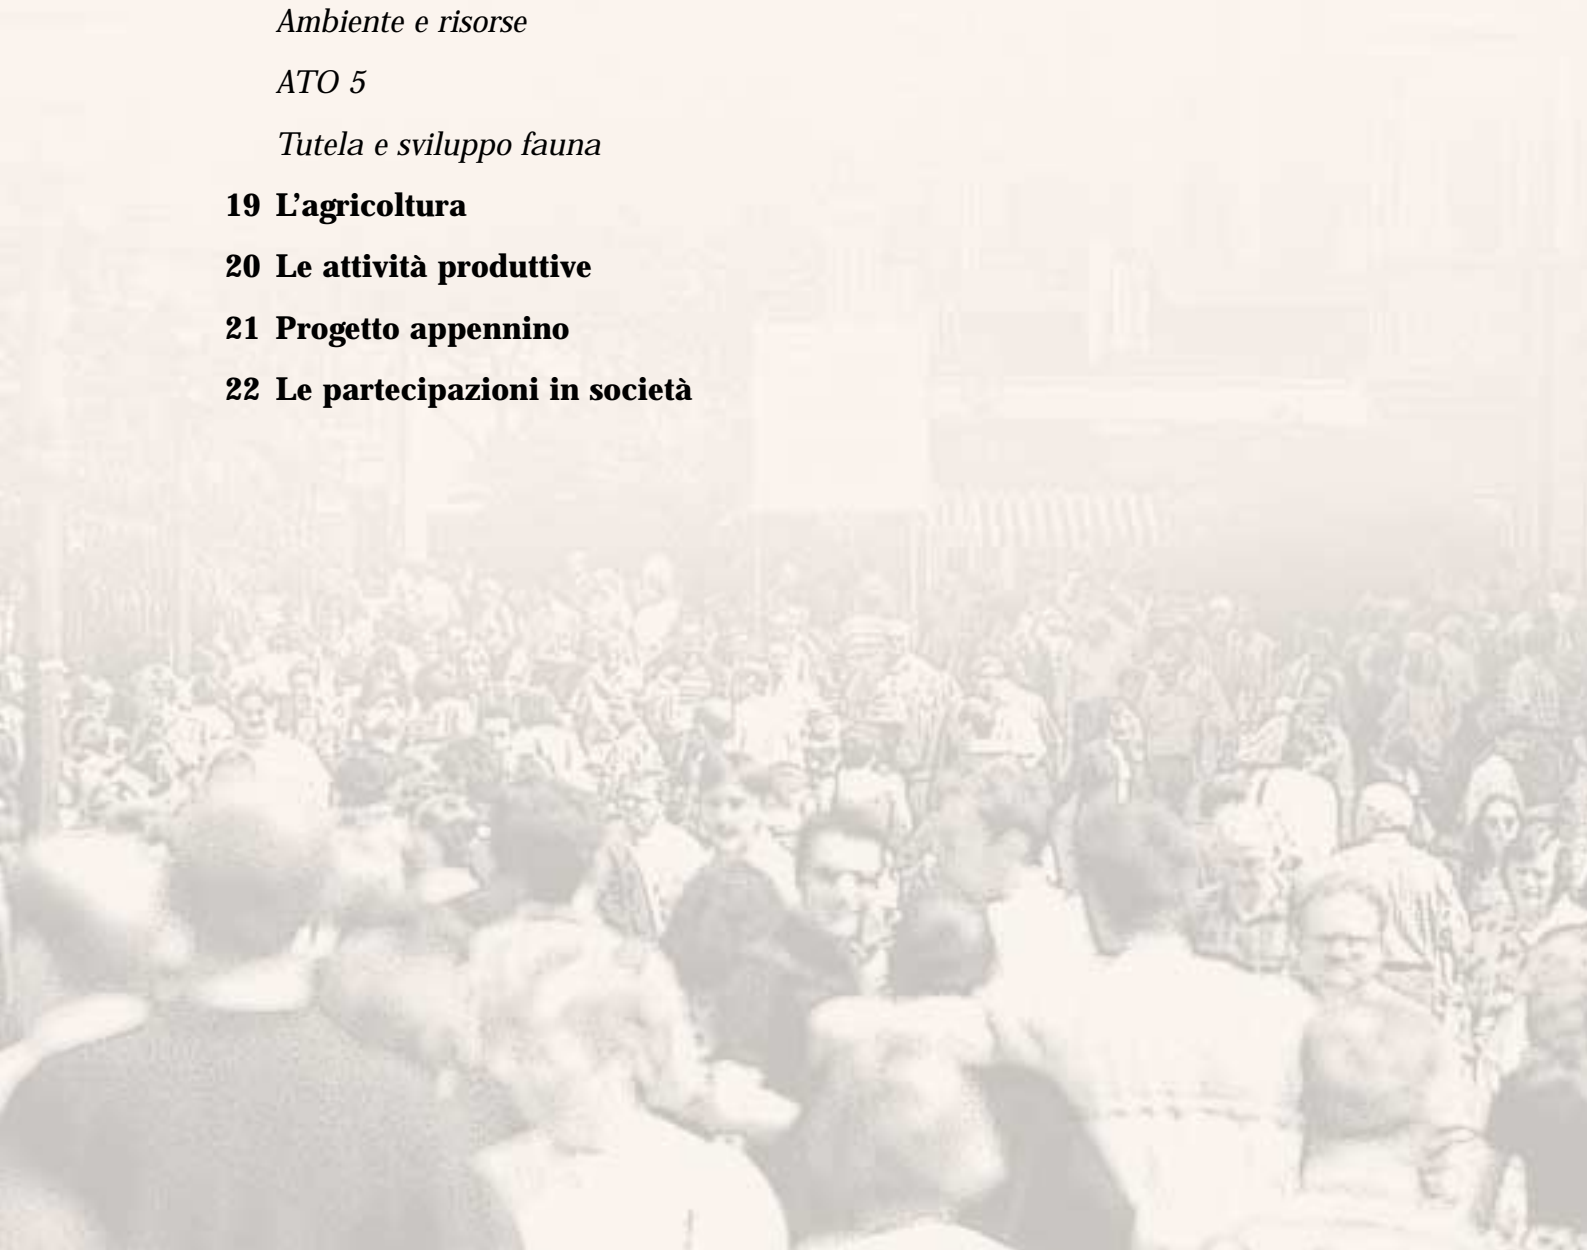 Ambiente e risorse
ATO 5
Tutela e sviluppo fauna
19 L’agricoltura
20 Le attività produttive
21 Progetto appennino
22 Le partecipazioni in società